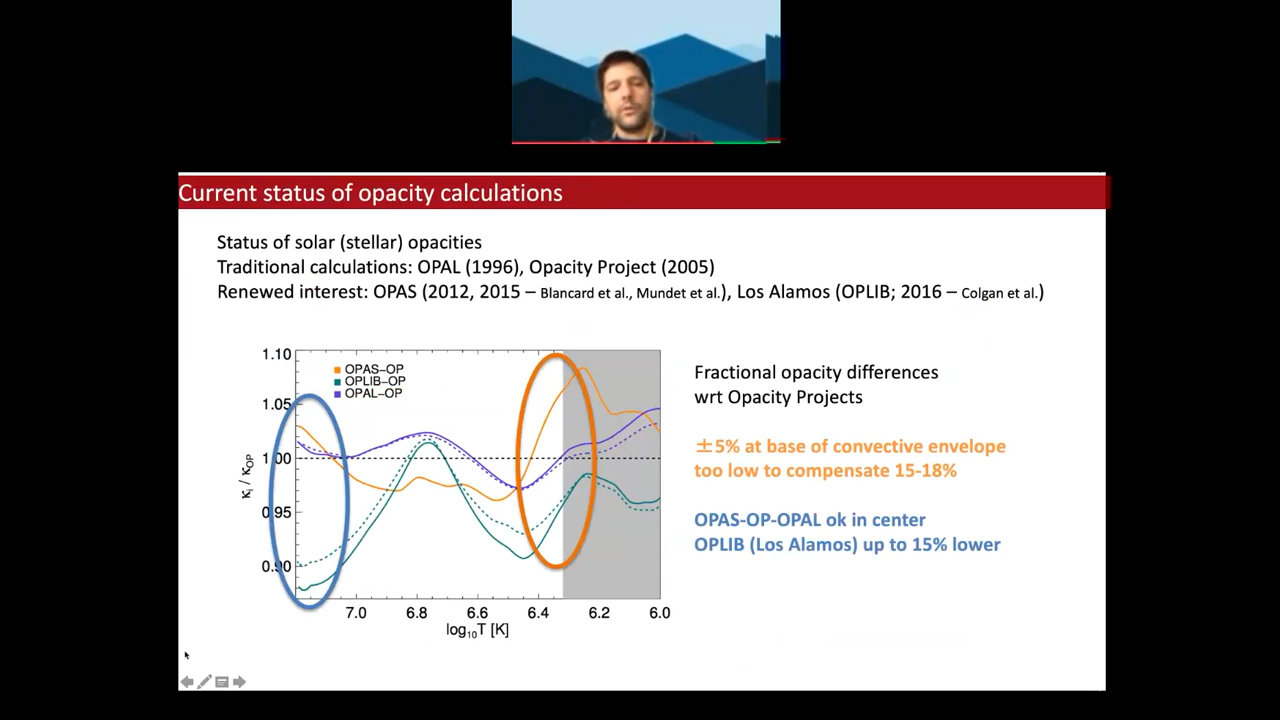 Current status of opacity calculations
Status of solar (stellar) opacities
Traditional calculations: OPAL (1996), Opacity Project (2005)
Renewed interest: OPAS (2012, 2015 – Blancard et al., Mundet et al.), Los Alamos (OPLIB; 2016 – Colgan et al.)
1.10
1.05
1.00
0.95
0.90
κi / κOP
OPAS-OP
OPLIB-OP
OPAL-OP
7.0 6.8 6.6 6.4 6.2 6.0
log10T [K]
Fractional opacity differences
wrt Opacity Projects
±5% at base of convective envelope
too low to compensate 15-18%
OPAS-OP-OPAL ok in center
OPLIB (Los Alamos) up to 15% lower